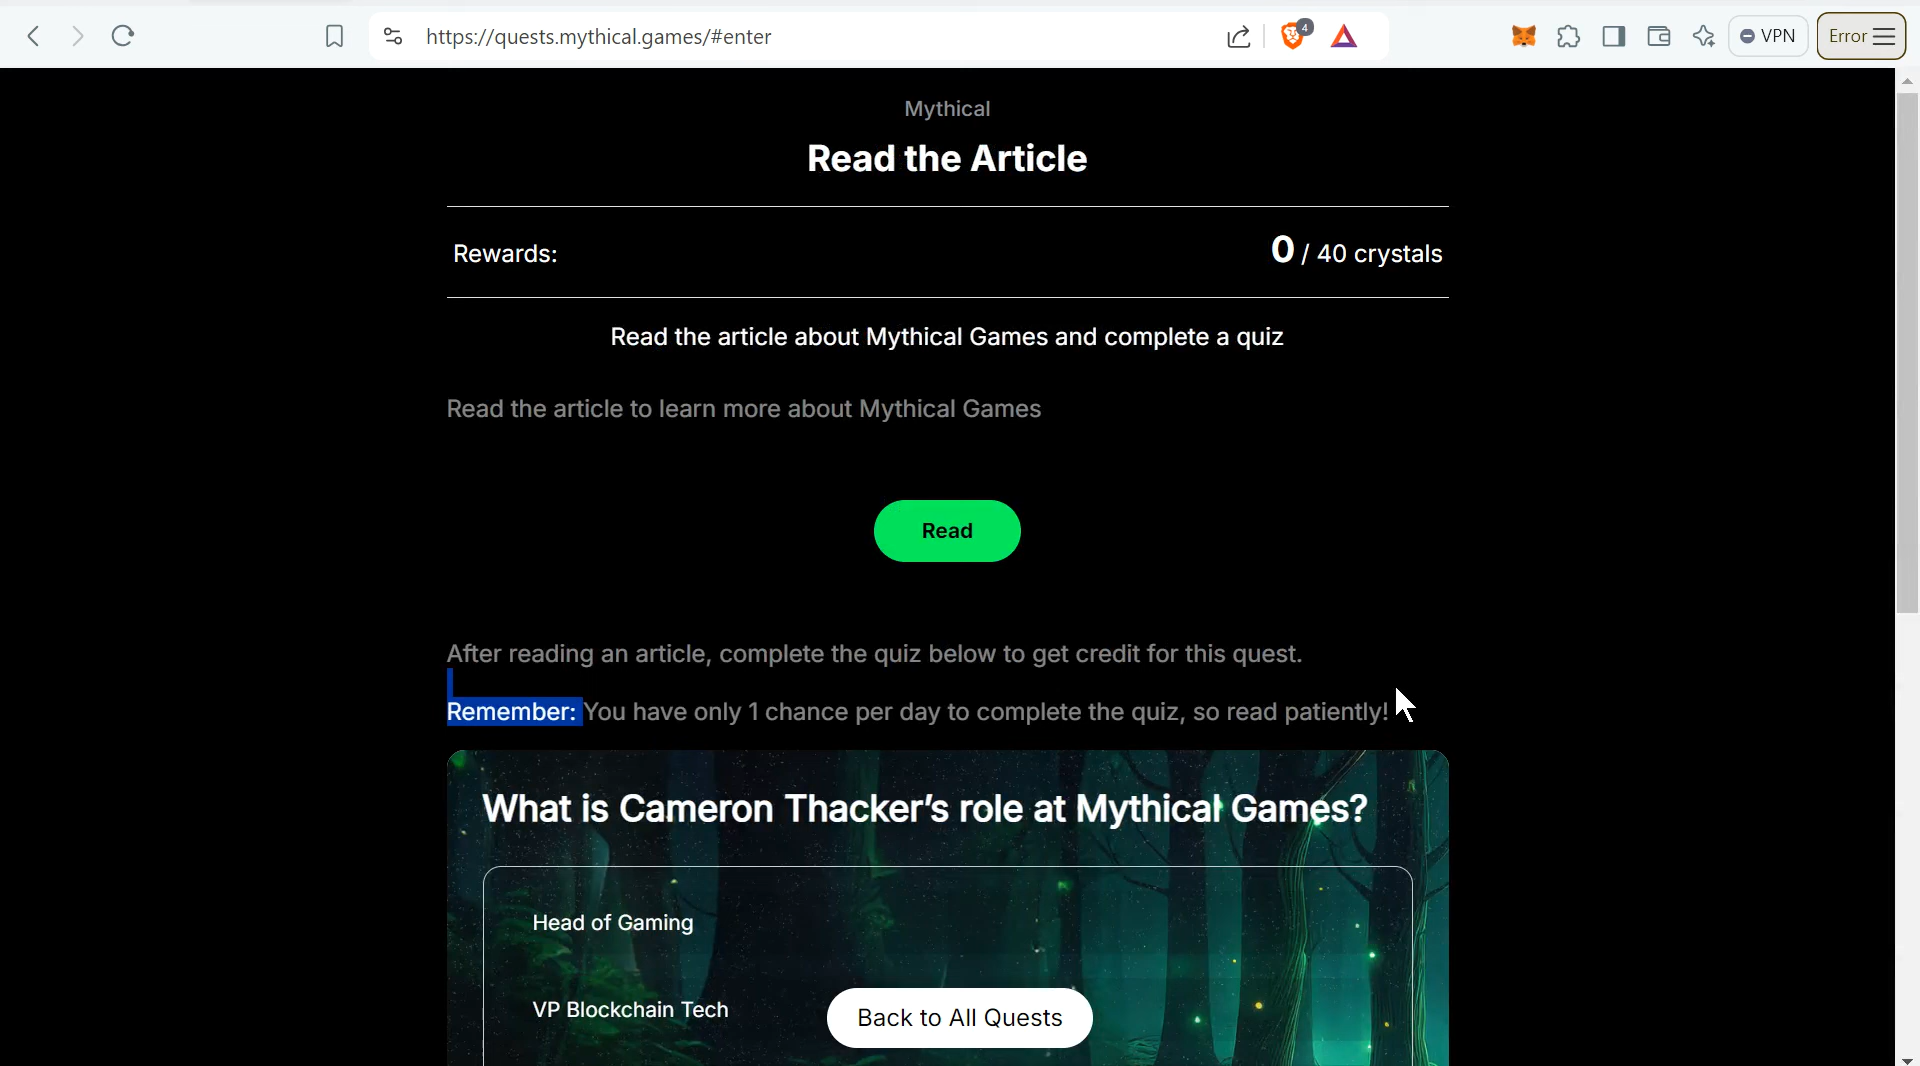 https://quests.mythical.games/#enter
4
VPN
Error
Mythical
Read the Article
Rewards:
0 / 40 crystals
Read the article about Mythical Games and complete a quiz
Read the article to learn more about Mythical Games
Read
After reading an article, complete the quiz below to get credit for this quest.
Remember: You have only 1 chance per day to complete the quiz, so read patiently!
What is Cameron Thacker’s role at Mythical Games?
Head of Gaming
VP Blockchain Tech
Back to All Quests